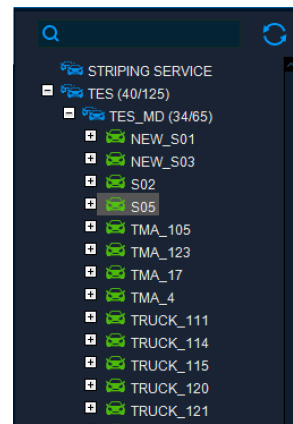 STRIPING SERVICE
TES (40/125)
TES_MD (34/65)
NEW_S01
NEW_S03
S02
S05
TMA_105
TMA_123
TMA_17
TMA_4
TRUCK_111
TRUCK_114
TRUCK_115
TRUCK_120
TRUCK_121